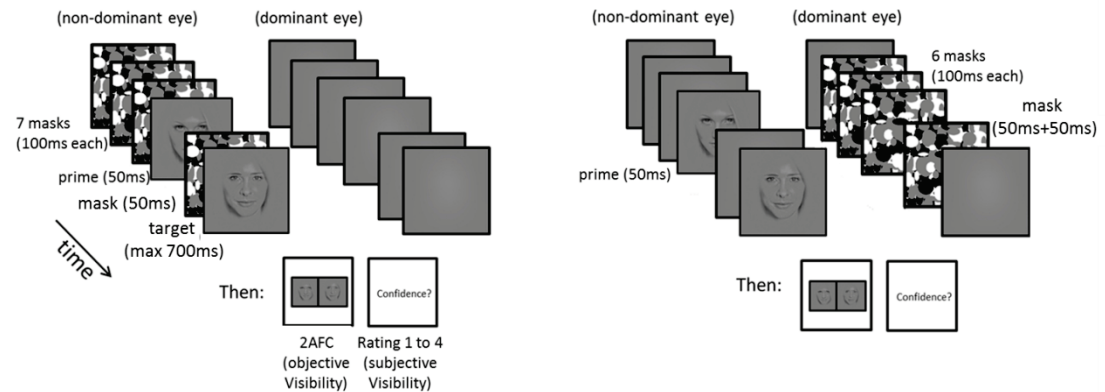 (non-dominant eye)
(dominant eye)
7 masks
(100ms each)
prime (50ms)
mask (50ms)
target
(max 700ms)
time
Then:
Confidence?
2AFC
(objective
Visibility)
Rating 1 to 4
(subjective
Visibility)
(non-dominant eye)
(dominant eye)
6 masks
(100ms each)
mask
(50ms+50ms)
prime (50ms)
Then:
Confidence?